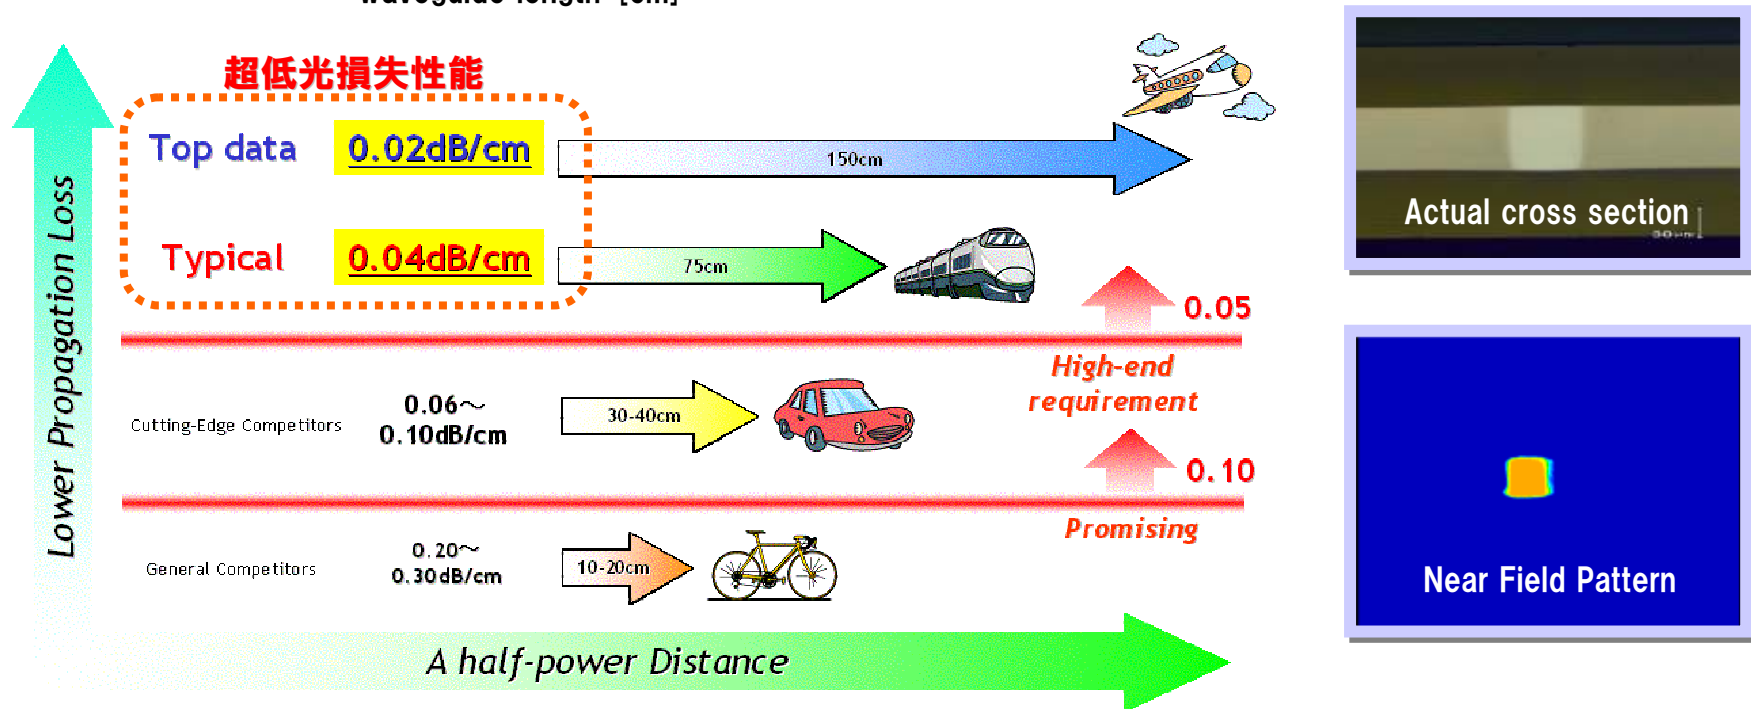 waveguide length [cm]
超低光損失性能
Top data
0.02dB/cm
150cm
Typical
0.04dB/cm
75cm
0.05
High-end
requirement
Cutting-Edge Competitors
0.06～
0.10dB/cm
30-40cm
0.10
Promising
General Competitors
0.20～
0.30dB/cm
10-20cm
Lower Propagation Loss
A half-power Distance
Actual cross section
Near Field Pattern